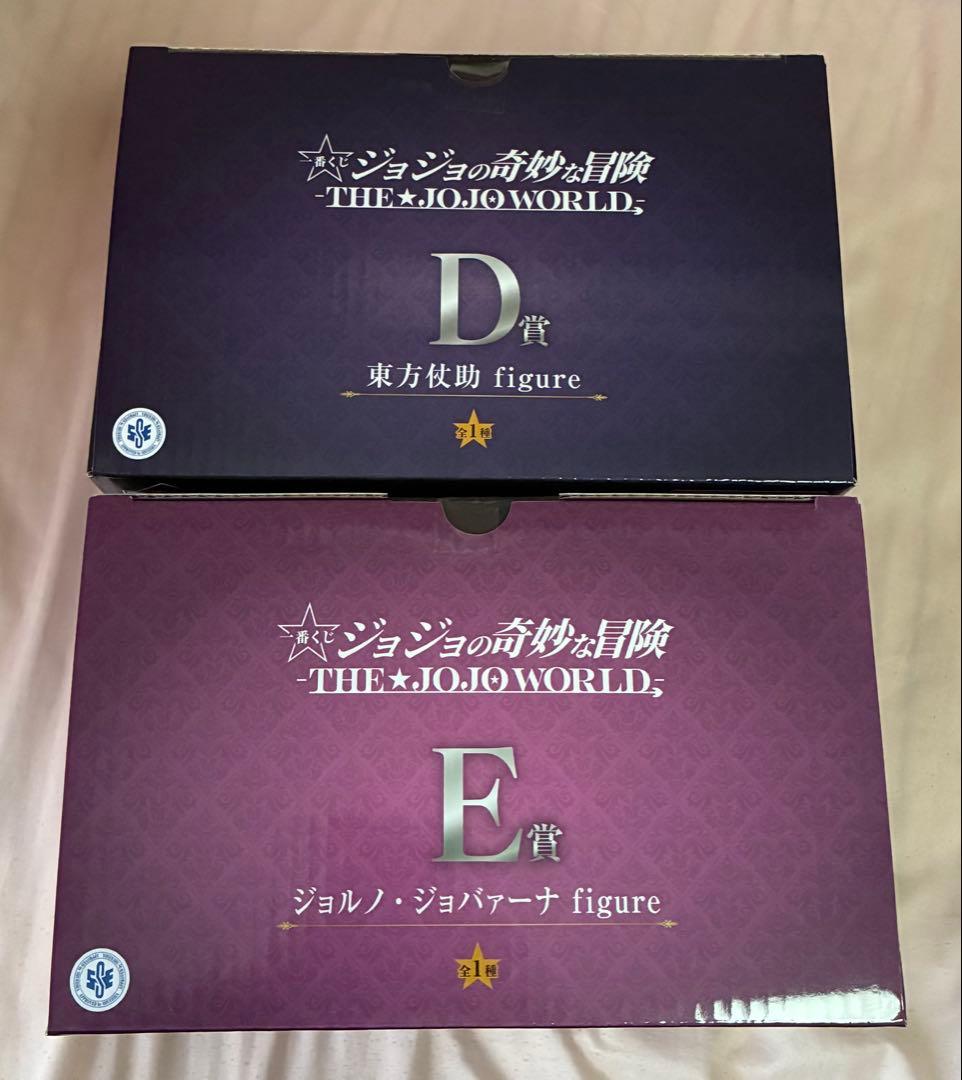 一番くじ ジョジョの奇妙な冒険
-THE★JOJO WORLD-
D賞
東方仗助 figure
全1種
一番くじ ジョジョの奇妙な冒険
-THE★JOJO WORLD-
E賞
ジョルノ・ジョバァーナ figure
全1種